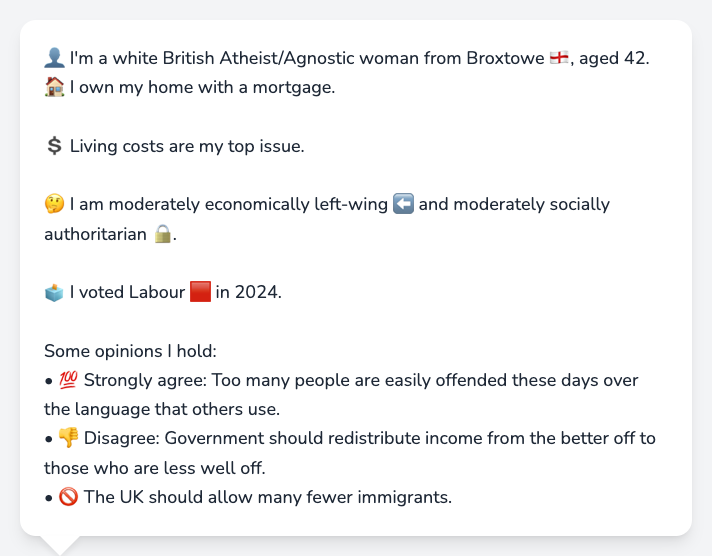 👤 I'm a white British Atheist/Agnostic woman from Broxtowe 🏴󠁧󠁢󠁥󠁮󠁧󠁿, aged 42.
🏠 I own my home with a mortgage.
💲 Living costs are my top issue.
🤔 I am moderately economically left-wing ⬅️ and moderately socially
authoritarian 🔒.
🗳️ I voted Labour 🟥 in 2024.
Some opinions I hold:
• 💯 Strongly agree: Too many people are easily offended these days over
the language that others use.
• 👎 Disagree: Government should redistribute income from the better off to
those who are less well off.
• 🚫 The UK should allow many fewer immigrants.